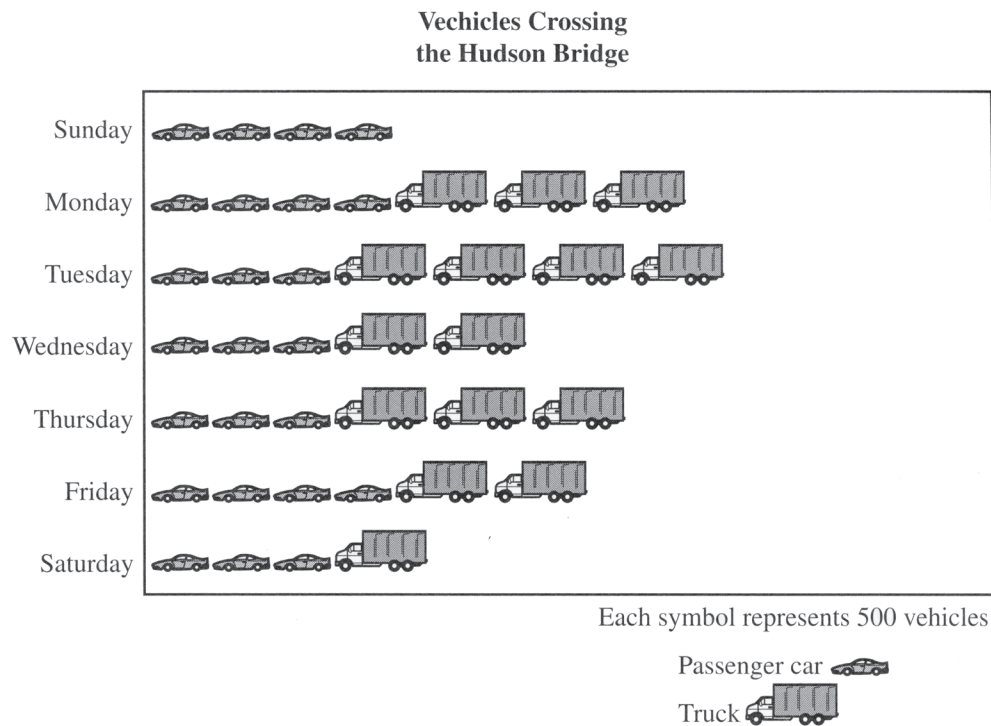 Vechicles Crossing
the Hudson Bridge
Sunday
Monday
Tuesday
Wednesday
Thursday
Friday
Saturday
Each symbol represents 500 vehicles
Passenger car
Truck